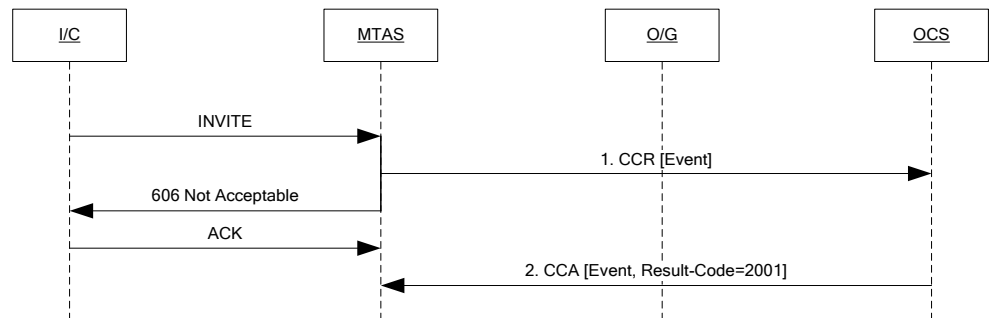 I/C
MTAS
O/G
OCS
INVITE
1. CCR [Event]
606 Not Acceptable
ACK
2. CCA [Event, Result-Code=2001]